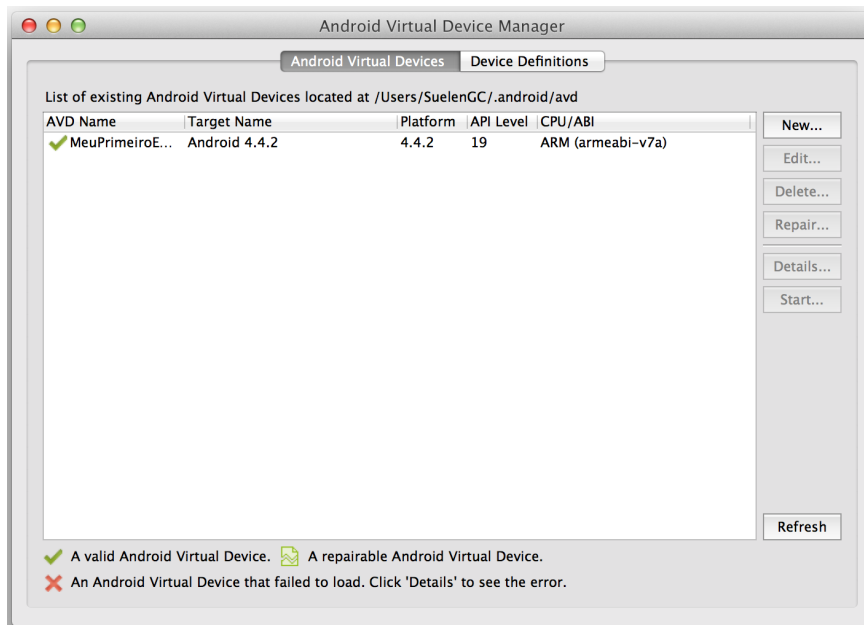 Android Virtual Device Manager
Android Virtual Devices Device Definitions
List of existing Android Virtual Devices located at /Users/SuelenGC/.android/avd
AVD Name Target Name Platform API Level CPU/ABI
MeuPrimeiroE... Android 4.4.2 4.4.2 19 ARM (armeabi-v7a)
New...
Edit...
Delete...
Repair...
Details...
Start...
Refresh
A valid Android Virtual Device. A repairable Android Virtual Device.
An Android Virtual Device that failed to load. Click 'Details' to see the error.